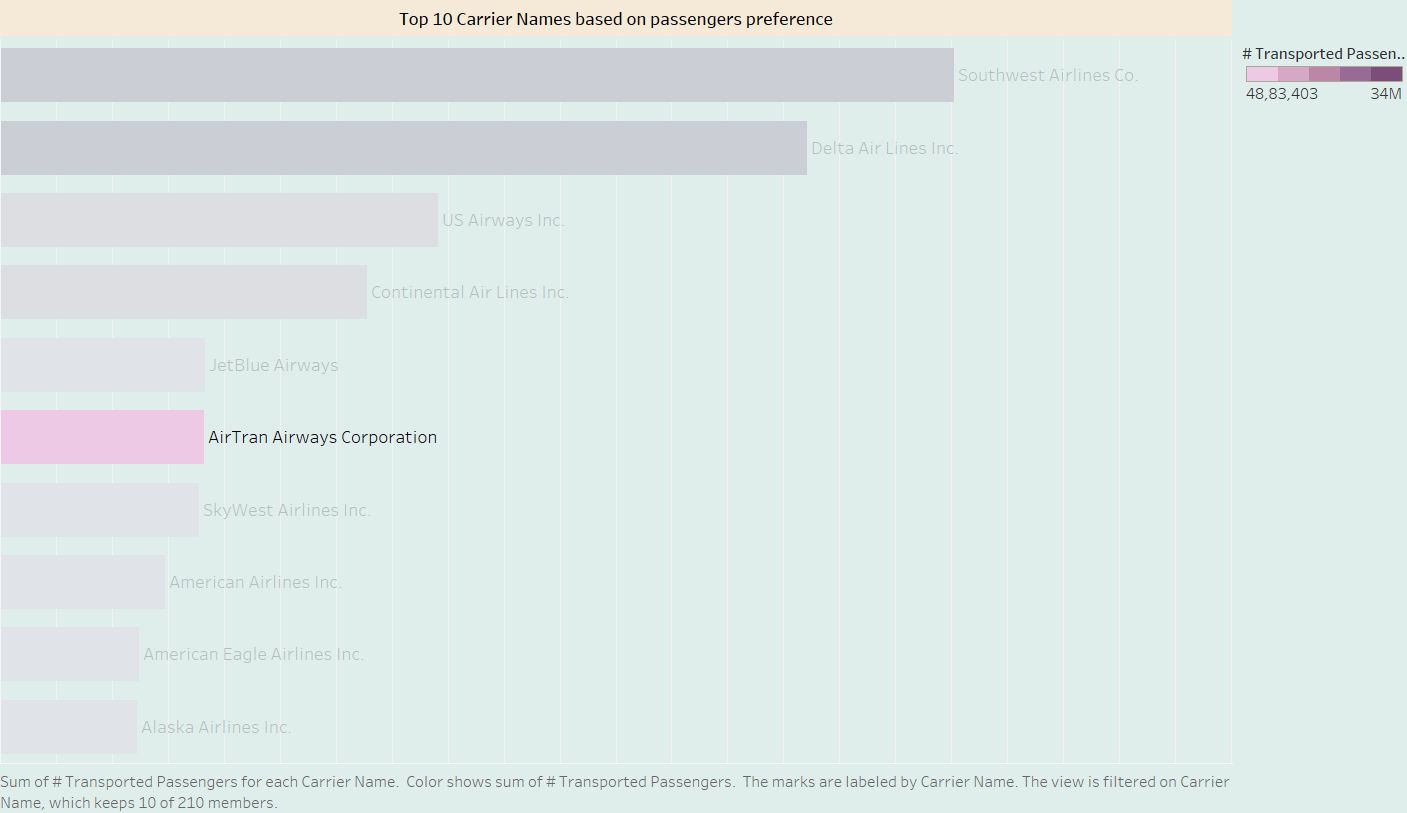 Top 10 Carrier Names based on passengers preference
# Transported Passen..
48,83,403 34M
Southwest Airlines Co.
Delta Air Lines Inc.
US Airways Inc.
Continental Air Lines Inc.
JetBlue Airways
AirTran Airways Corporation
SkyWest Airlines Inc.
American Airlines Inc.
American Eagle Airlines Inc.
Alaska Airlines Inc.
Sum of # Transported Passengers for each Carrier Name.  Color shows sum of # Transported Passengers.  The marks are labeled by Carrier Name. The view is filtered on Carrier
Name, which keeps 10 of 210 members.